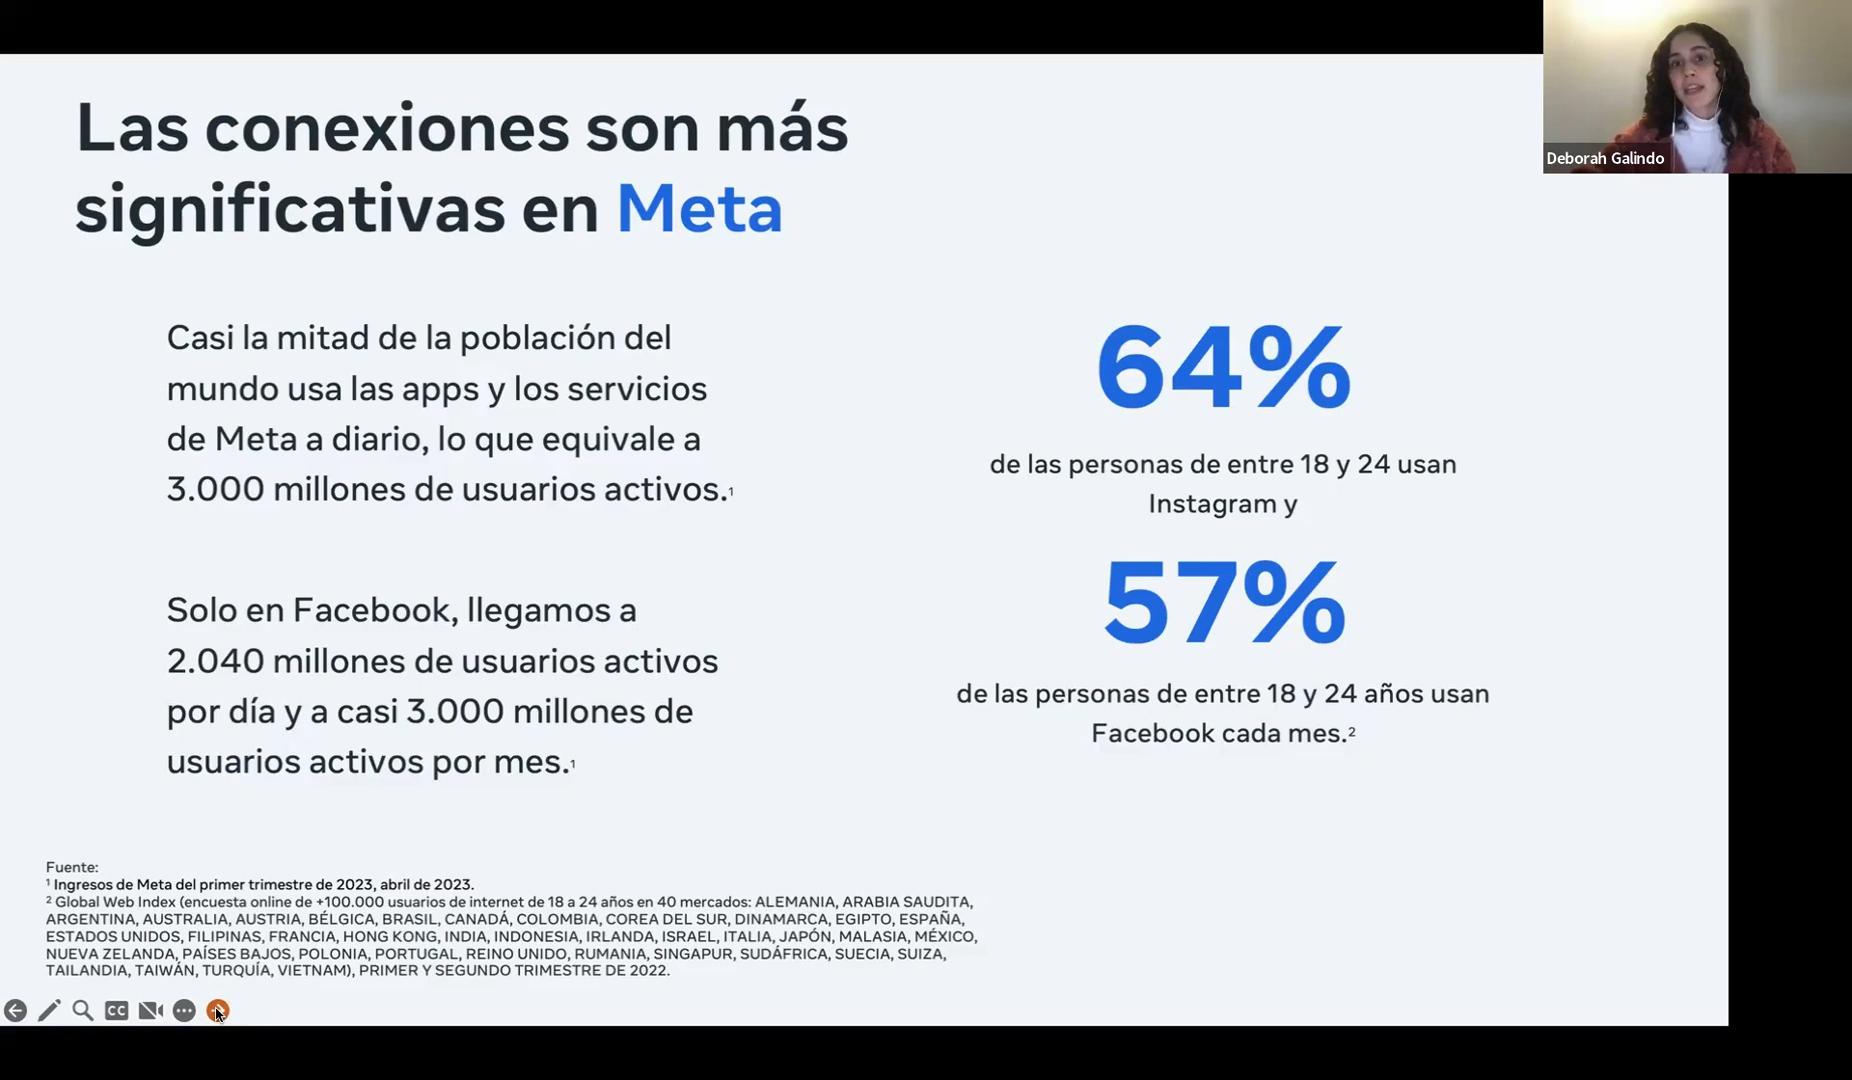 Las conexiones son más
significativas en Meta
Deborah Galindo
Casi la mitad de la población del
mundo usa las apps y los servicios
de Meta a diario, lo que equivale a
3.000 millones de usuarios activos.¹
Solo en Facebook, llegamos a
2.040 millones de usuarios activos
por día y a casi 3.000 millones de
usuarios activos por mes.¹
64%
de las personas de entre 18 y 24 usan
Instagram y
57%
de las personas de entre 18 y 24 años usan
Facebook cada mes.²
Fuente:
¹ Ingresos de Meta del primer trimestre de 2023, abril de 2023.
² Global Web Index (encuesta online de +100.000 usuarios de internet de 18 a 24 años en 40 mercados: ALEMANIA, ARABIA SAUDITA,
ARGENTINA, AUSTRALIA, AUSTRIA, BÉLGICA, BRASIL, CANADÁ, COLOMBIA, COREA DEL SUR, DINAMARCA, EGIPTO, ESPAÑA,
ESTADOS UNIDOS, FILIPINAS, FRANCIA, HONG KONG, INDIA, INDONESIA, IRLANDA, ISRAEL, ITALIA, JAPÓN, MALASIA, MÉXICO,
NUEVA ZELANDA, PAÍSES BAJOS, POLONIA, PORTUGAL, REINO UNIDO, RUMANIA, SINGAPUR, SUDÁFRICA, SUECIA, SUIZA,
TAILANDIA, TAIWÁN, TURQUÍA, VIETNAM), PRIMER Y SEGUNDO TRIMESTRE DE 2022.
CC